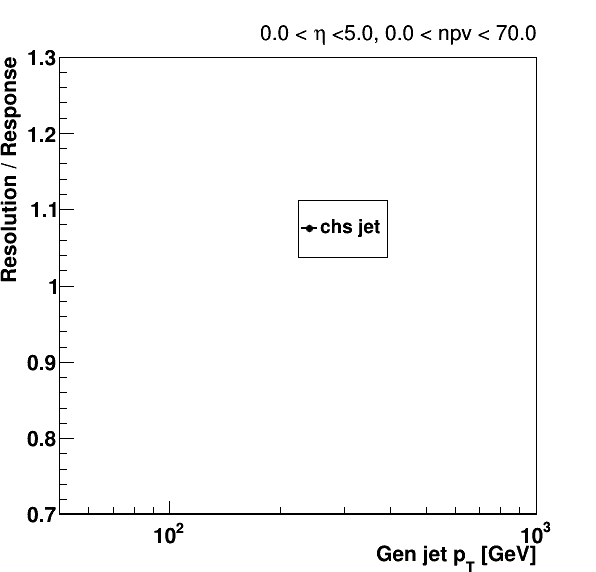 0.0 < η <5.0, 0.0 < npv < 70.0
Resolution / Response
1.3
1.2
1.1
1
0.9
0.8
0.7
chs jet
10²
10³
Gen jet p_T [GeV]